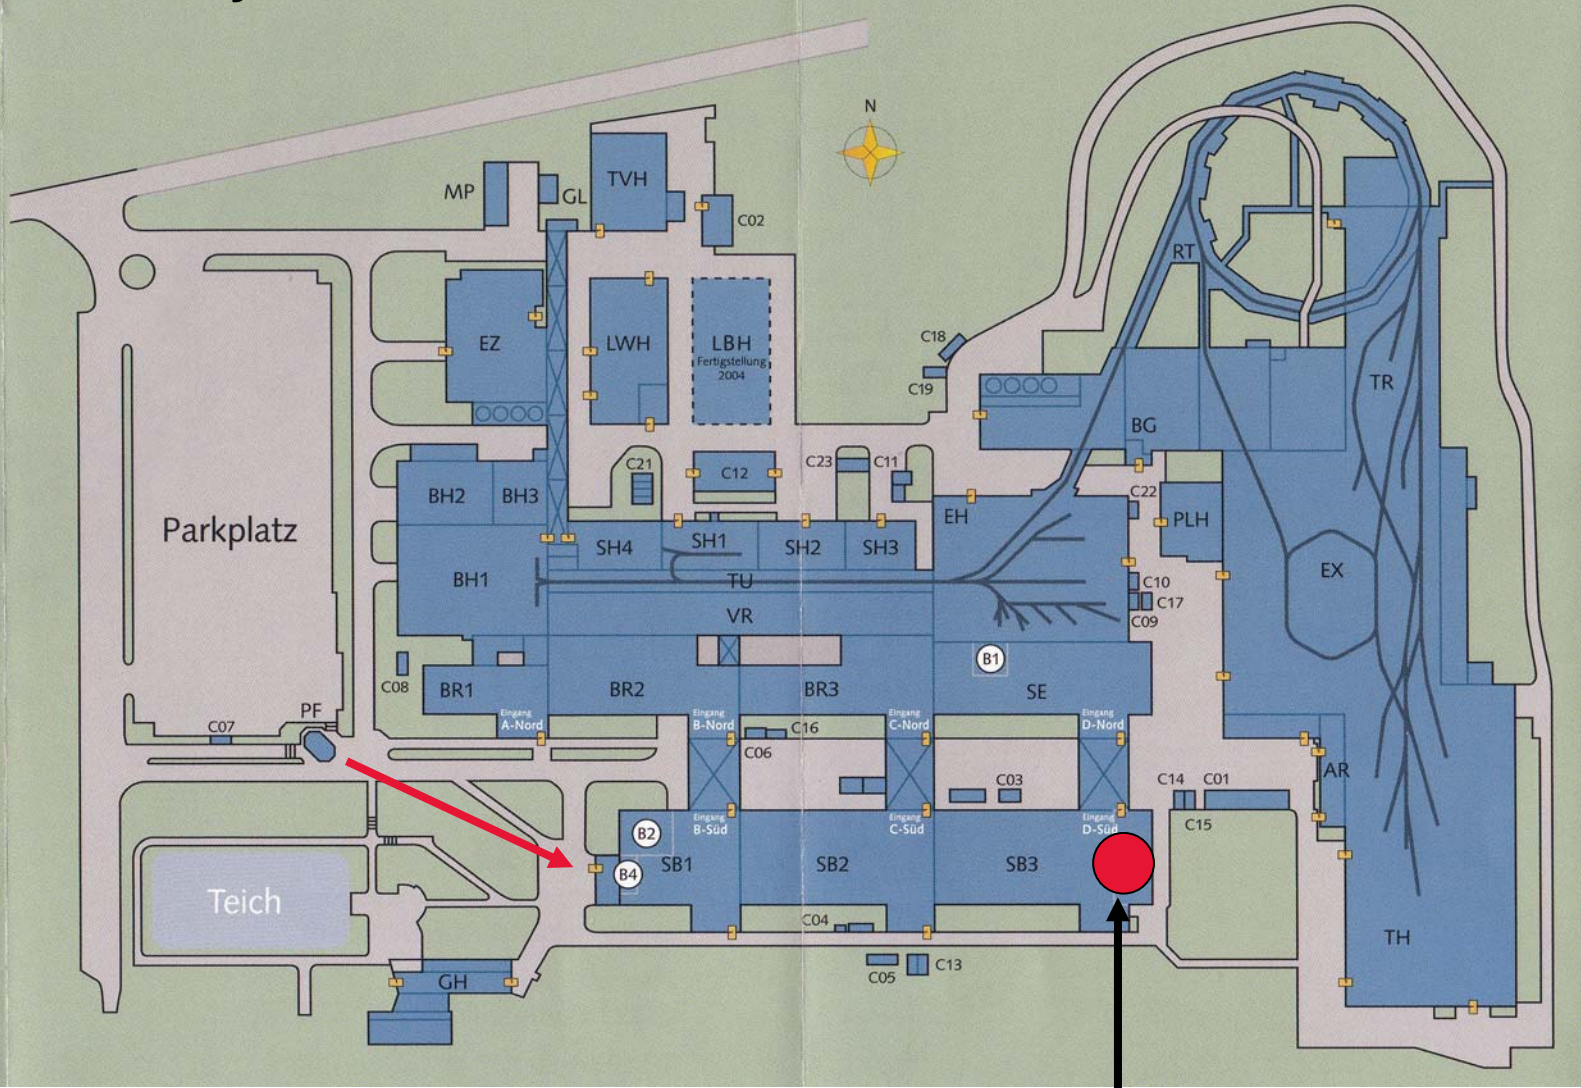 N
MP
GL
TVH
C02
RT
EZ
LWH
LBH
Fertigstellung
2004
C18
C19
TR
BG
C21
C12
C23
C11
BH2
BH3
C22
EH
PLH
Parkplatz
SH4
SH1
SH2
SH3
BH1
TU
EX
C10
C17
C09
VR
B1
C08
BR1
BR2
BR3
SE
PF
C07
Eingang
A-Nord
Eingang
B-Nord
Eingang
C-Nord
Eingang
D-Nord
C16
C06
AR
C03
C14
C01
C15
Eingang
B-Süd
Eingang
C-Süd
Eingang
D-Süd
B2
SB1
B4
SB2
SB3
Teich
C04
TH
GH
C05
C13